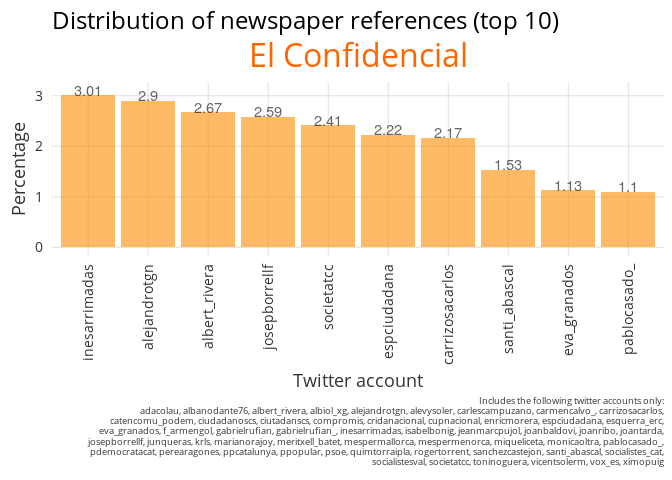 Distribution of newspaper references (top 10)
El Confidencial
Percentage
3
2
1
0
3.01
2.9
2.67
2.59
2.41
2.22
2.17
1.53
1.13
1.1
inesarrimadas
alejandrotgn
albert_rivera
josepborrellf
societatcc
espciudadana
carrizosacarlos
santi_abascal
eva_granados
pablocasado_
Twitter account
Includes the following twitter accounts only:
adacolau, albanodante76, albert_rivera, albiol_xg, alejandrotgn, alevysoler, carlescampuzano, carmencalvo_, carrizosacarlos,
catencomu_podem, ciudadanoscs, ciutadanscs, compromis, cridanacional, cupnacional, enricmorera, espciudadana, esquerra_erc,
eva_granados, f_armengol, gabrielrufian, gabrielrufian_, inesarrimadas, isabelbonig, jeanmarcpujol, joanbaldovi, joanribo, joantarda,
josepborrellf, junqueras, krls, marianorajoy, meritxell_batet, mespermallorca, mespermenorca, miqueliceta, monicaoltra, pablocasado_,
pdemocratacat, perearagones, ppcatalunya, ppopular, psoe, quimtorraipla, rogertorrent, sanchezcastejon, santi_abascal, socialistes_cat,
socialistesval, societatcc, toninoguera, vicentsolerm, vox_es, ximopuig